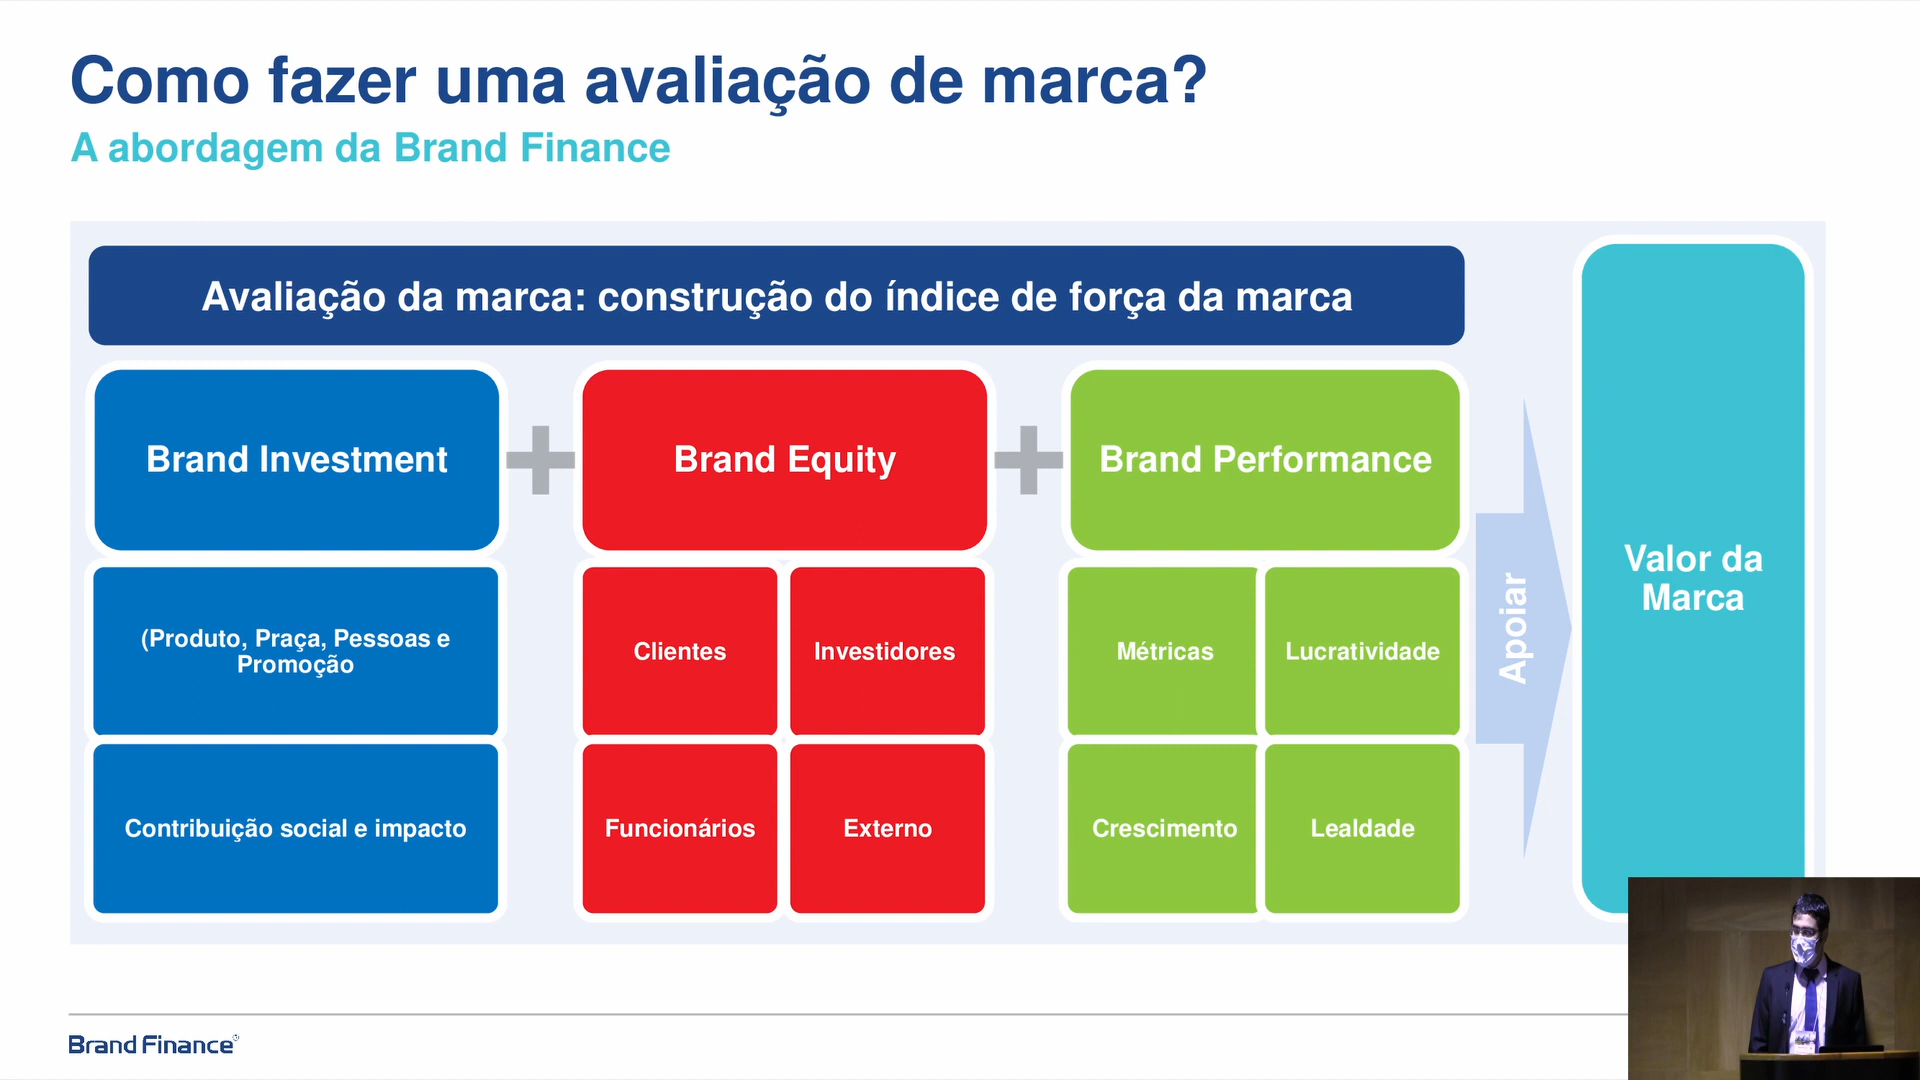 Como fazer uma avaliação de marca?
A abordagem da Brand Finance
Avaliação da marca: construção do índice de força da marca
Brand Investment
Brand Equity
Brand Performance
(Produto, Praça, Pessoas e
Promoção
Clientes
Investidores
Métricas
Lucratividade
Contribuição social e impacto
Funcionários
Externo
Crescimento
Lealdade
Apoiar
Valor da
Marca
Brand Finance®